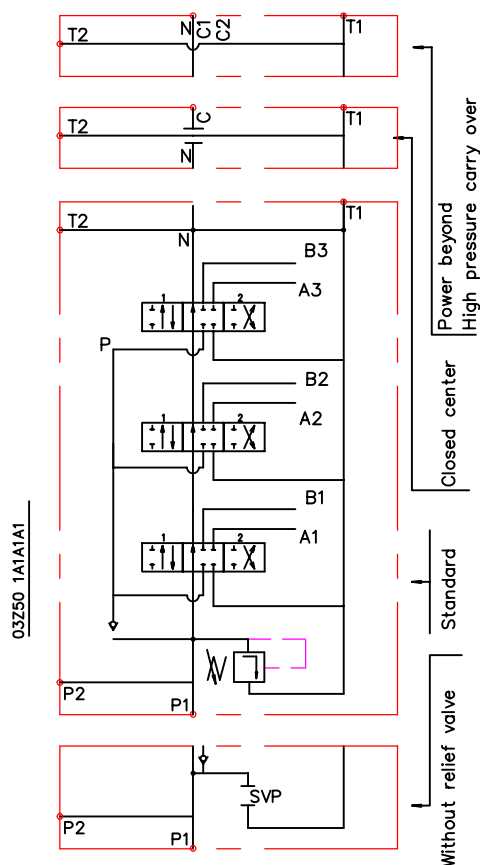 T2
N
C1
C2
T1
T2
C
N
T1
T2
N
T1
B3
A3
1
2
P
B2
A2
1
2
B1
A1
1
2
P2
P1
SVP
P2
P1
03Z50 1A1A1A1
Power beyond
High pressure carry over
Closed center
Standard
Without relief valve